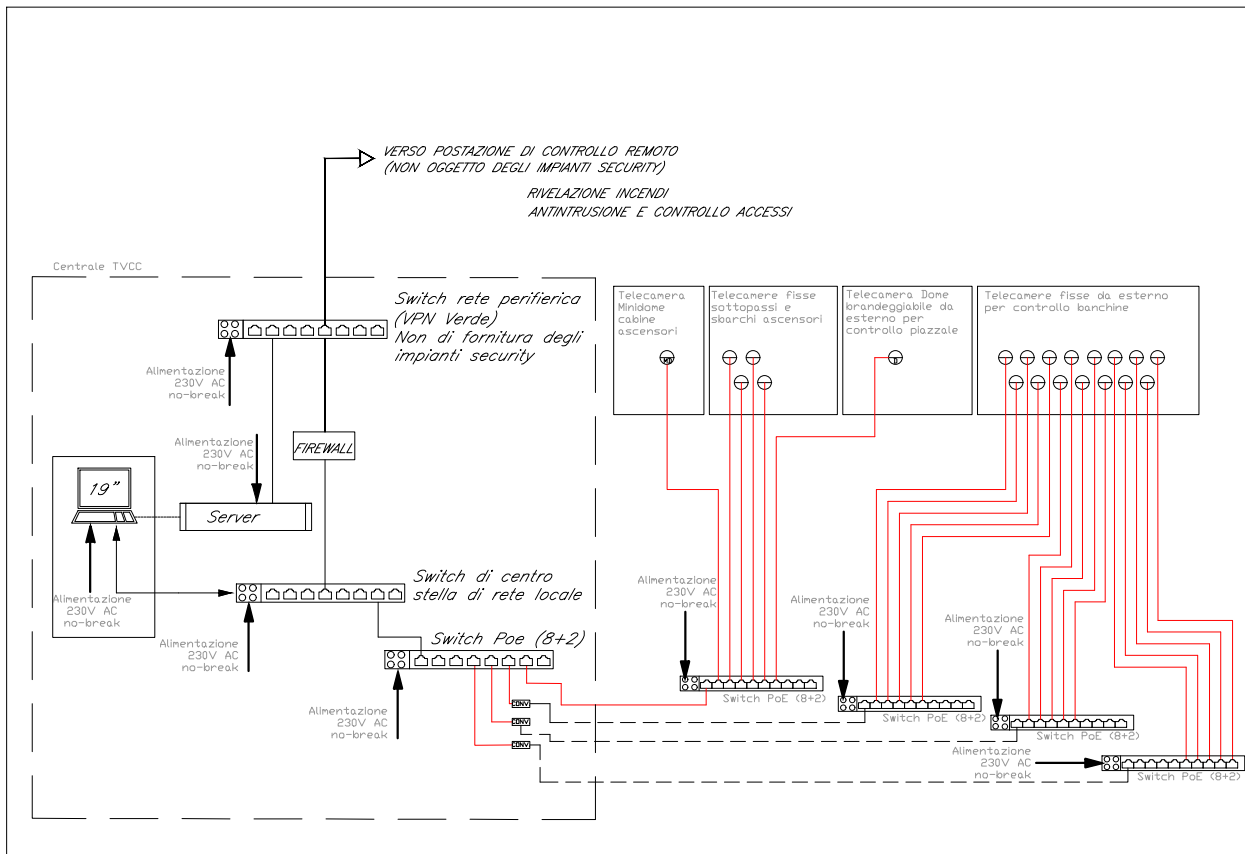 VERSO POSTAZIONE DI CONTROLLO REMOTO
(NON OGGETTO DEGLI IMPIANTI SECURITY)
RIVELAZIONE INCENDI
ANTINTRUSIONE E CONTROLLO ACCESSI
Centrale TVCC
Switch rete perifierica
(VPN Verde)
Non di fornitura degli
impianti security
Alimentazione
230V AC
no-break
Alimentazione
230V AC
no-break
FIREWALL
19"
Server
Alimentazione
230V AC
no-break
Switch di centro
stella di rete locale
Alimentazione
230V AC
no-break
Switch Poe (8+2)
Alimentazione
230V AC
no-break
CONV
CONV
CONV
Telecamera
Minidome
cabine
ascensori
MD
Telecamere fisse
sottopassi e
sbarchi ascensori
Telecamera Dome
brandeggiabile da
esterno per
controllo piazzale
D
Telecamere fisse da esterno
per controllo banchine
Alimentazione
230V AC
no-break
Switch PoE (8+2)
Alimentazione
230V AC
no-break
Switch PoE (8+2)
Alimentazione
230V AC
no-break
Switch PoE (8+2)
Alimentazione
230V AC
no-break
Switch PoE (8+2)